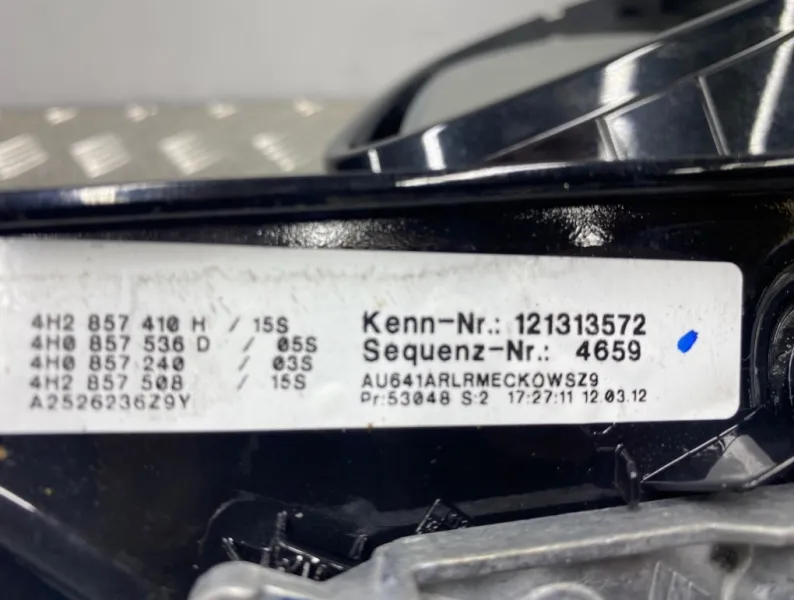 4H2 857 410 H / 15S
4H0 857 536 D / 05S
4H0 857 240 / 03S
4H2 857 508 / 15S
A2526236Z9Y
Kenn-Nr.: 121313572
Sequenz-Nr.: 4659
AU641ARLRMECKOWSZ9
Pr:53048 S:2 17:27:11 12.03.12